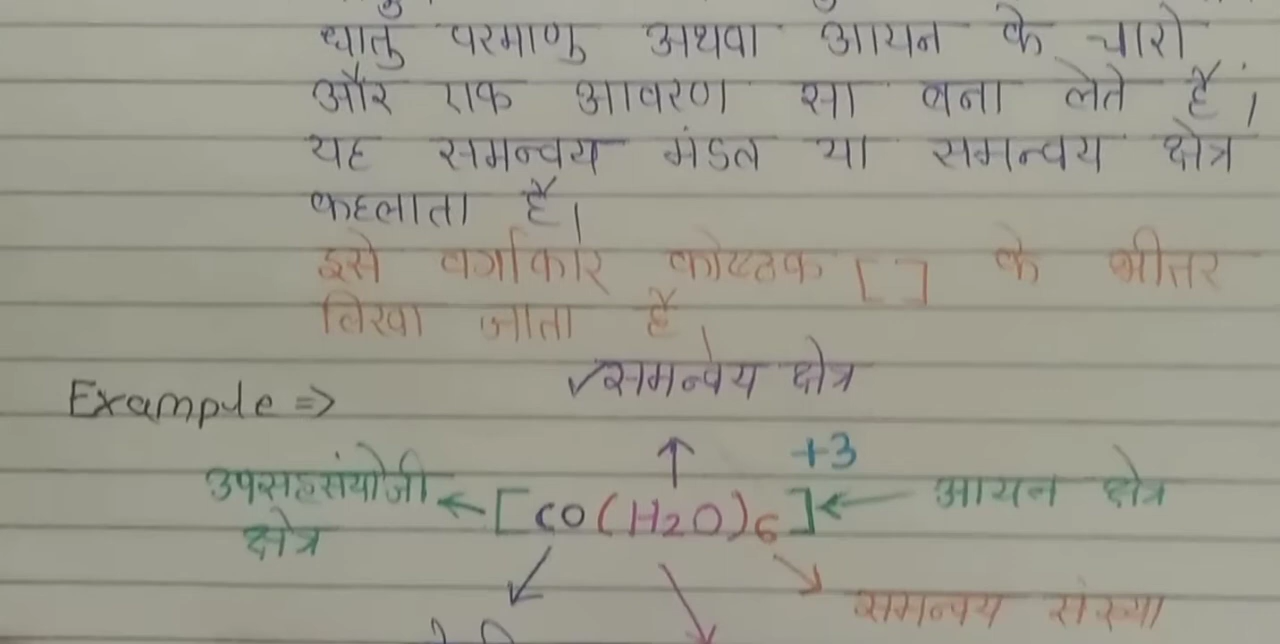 धातु परमाणु अथवा आयन के चारो
और एक आवरण सा बना लेते हैं।
यह समन्वय मंडल या समन्वय क्षेत्र
कहलाता है।
इसे वर्गाकार कोष्ठक [ ] के भीतर
लिखा जाता है।
✓समन्वय क्षेत्र
Example =>
+3
उपसहसंयोजी ← [CO(H2O)6] ← आयन क्षेत्र
क्षेत्र
समन्वय संख्या